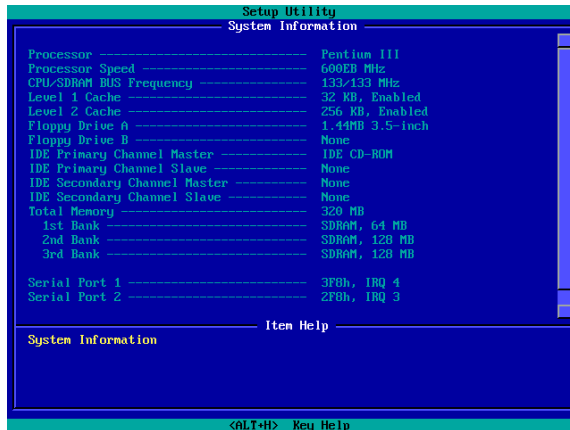 Setup Utility
System Information
Processor --------------------------- Pentium III
Processor Speed --------------------- 600EB MHz
CPU/SDRAM BUS Frequency ------------- 133/133 MHz
Level 1 Cache ----------------------- 32 KB, Enabled
Level 2 Cache ----------------------- 256 KB, Enabled
Floppy Drive A ---------------------- 1.44MB 3.5-inch
Floppy Drive B ---------------------- None
IDE Primary Channel Master ---------- IDE CD-ROM
IDE Primary Channel Slave ----------- None
IDE Secondary Channel Master -------- None
IDE Secondary Channel Slave --------- None
Total Memory ------------------------ 320 MB
1st Bank -------------------------- SDRAM, 64 MB
2nd Bank -------------------------- SDRAM, 128 MB
3rd Bank -------------------------- SDRAM, 128 MB
Serial Port 1 ----------------------- 3F8h, IRQ 4
Serial Port 2 ----------------------- 2F8h, IRQ 3
Item Help
System Information
<ALT+H> Key Help